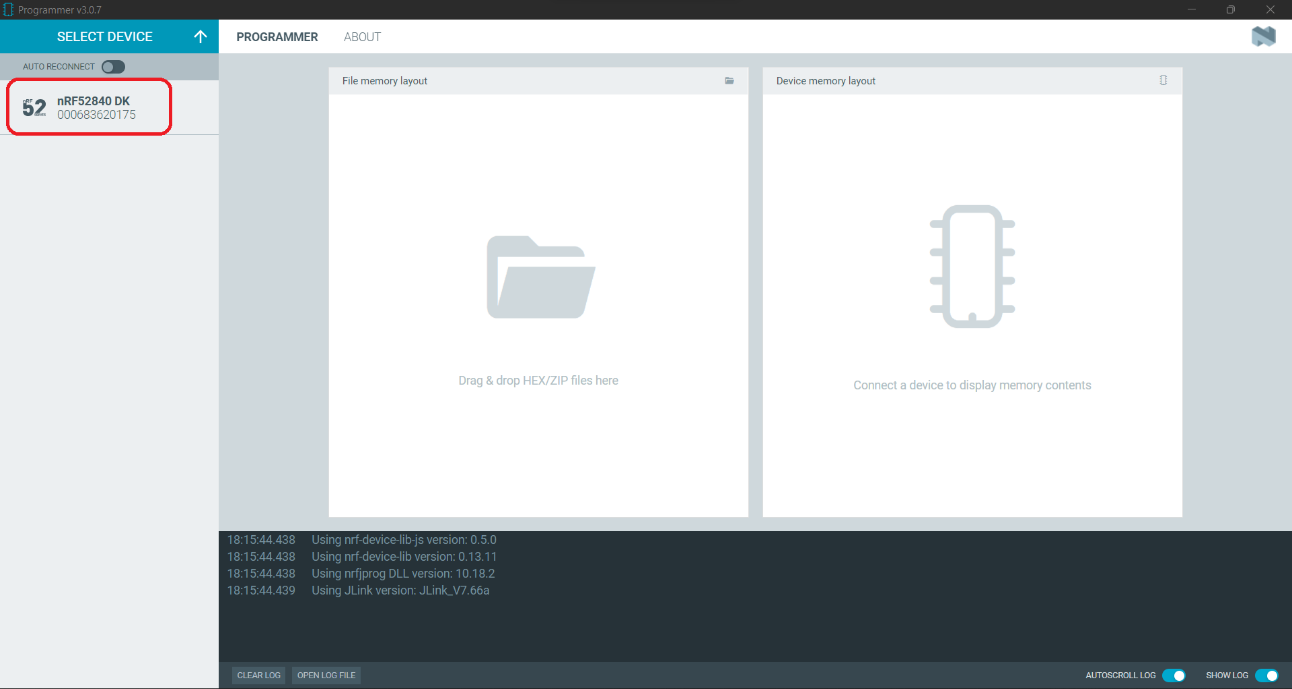 Programmer v3.0.7
SELECT DEVICE
PROGRAMMER
ABOUT
AUTO RECONNECT
nRF
52
nRF52840 DK
000683620175
File memory layout
Device memory layout
Drag & drop HEX/ZIP files here
Connect a device to display memory contents
18:15:44.438 Using nrf-device-lib-js version: 0.5.0
18:15:44.438 Using nrf-device-lib version: 0.13.11
18:15:44.438 Using nrfjprog DLL version: 10.18.2
18:15:44.439 Using JLink version: JLink_V7.66a
CLEAR LOG
OPEN LOG FILE
AUTOSCROLL LOG
SHOW LOG